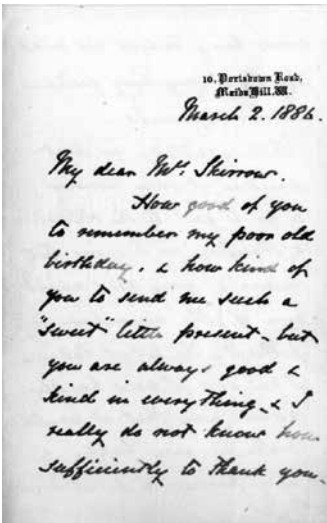 10, Portsdown Road,
Maida Hill. W.
March 2. 1886.
My dear Mrs. Skirrow.
How good of you
to remember my poor old
birthday. & how kind of
you to send me such a
"sweet" little present - but
you are always good &
kind in everything, & I
really do not know how
sufficiently to thank you -